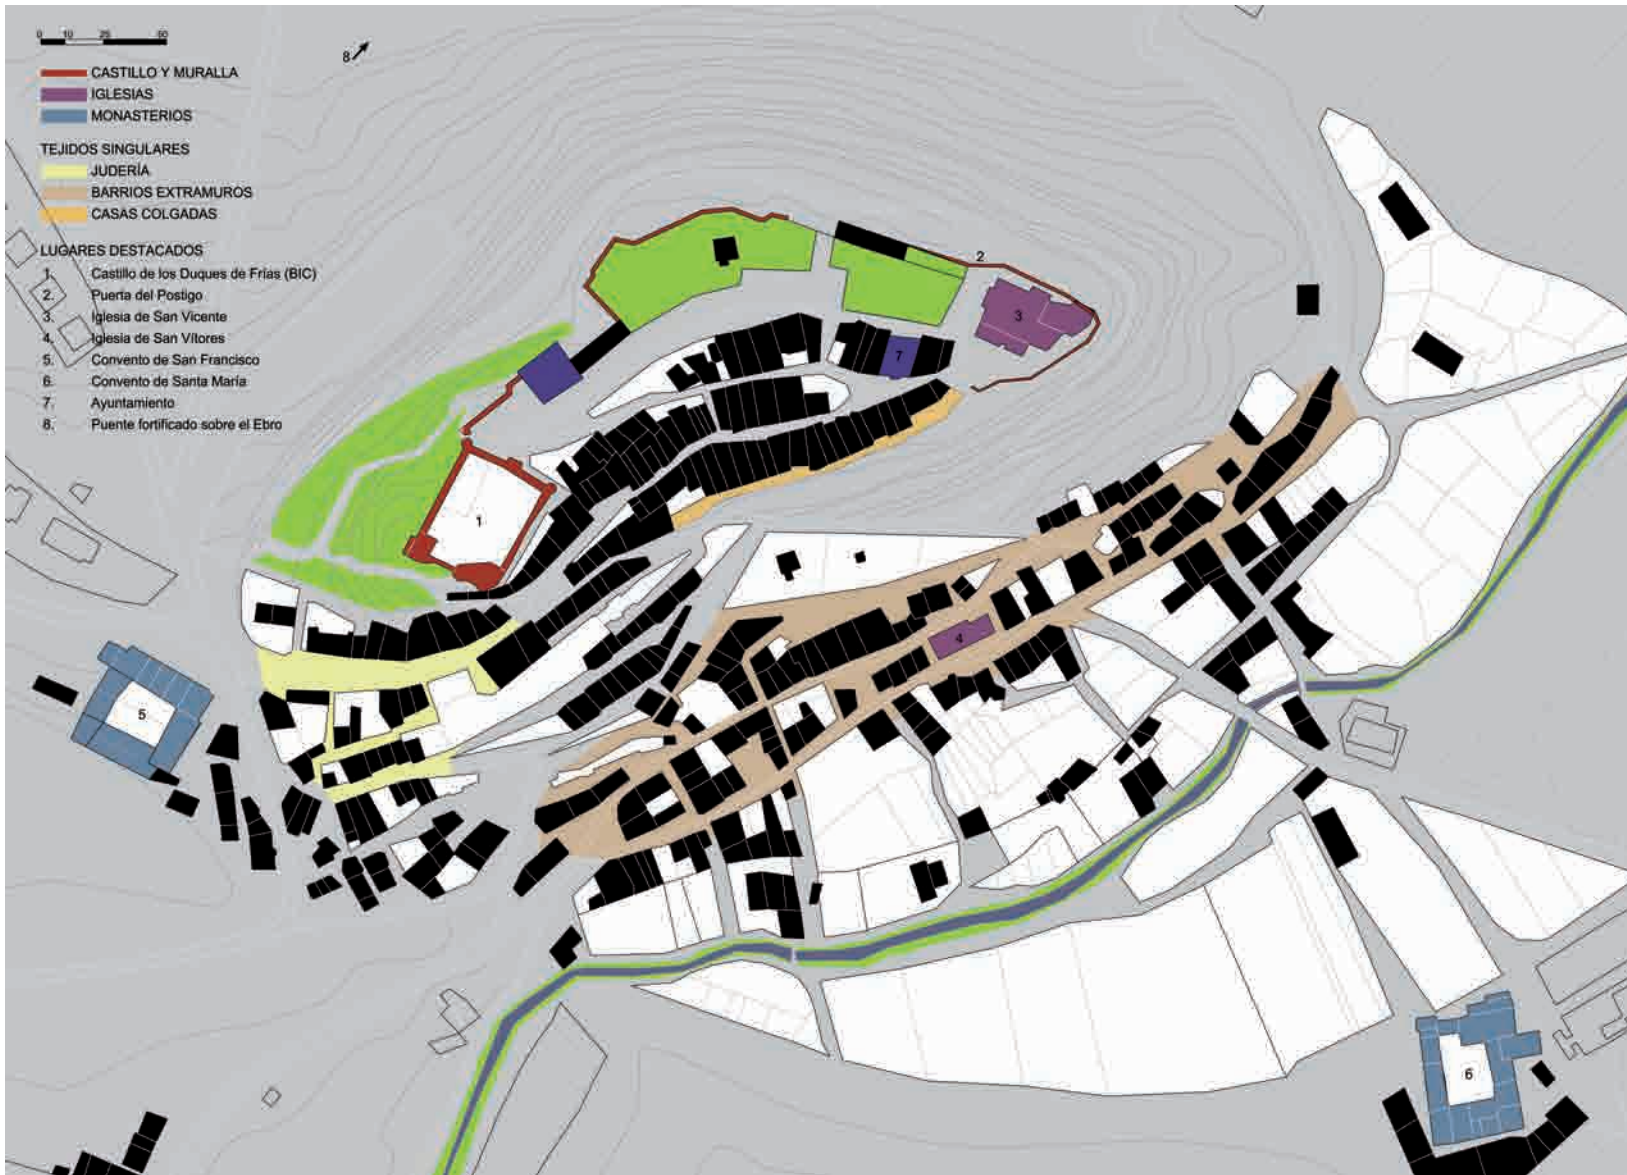 0 10 25 50
8
CASTILLO Y MURALLA
IGLESIAS
MONASTERIOS
TEJIDOS SINGULARES
JUDERÍA
BARRIOS EXTRAMUROS
CASAS COLGADAS
LUGARES DESTACADOS
1. Castillo de los Duques de Frías (BIC)
2. Puerta del Postigo
3. Iglesia de San Vicente
4. Iglesia de San Vítores
5. Convento de San Francisco
6. Convento de Santa María
7. Ayuntamiento
8. Puente fortificado sobre el Ebro
2
3
7
1
4
5
6